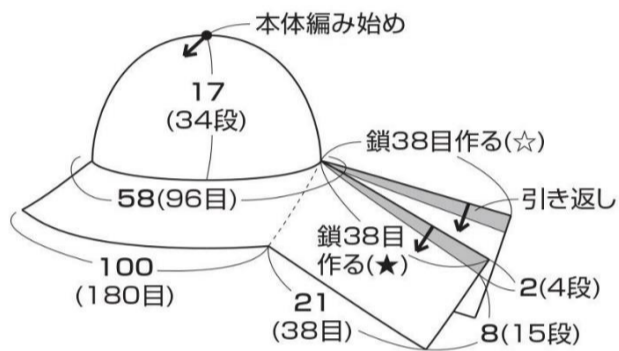 本体編み始め
17
(34段)
鎖38目作る(☆)
58(96目)
引き返し
鎖38目
作る(★)
100
(180目)
21
(38目)
2(4段)
8(15段)